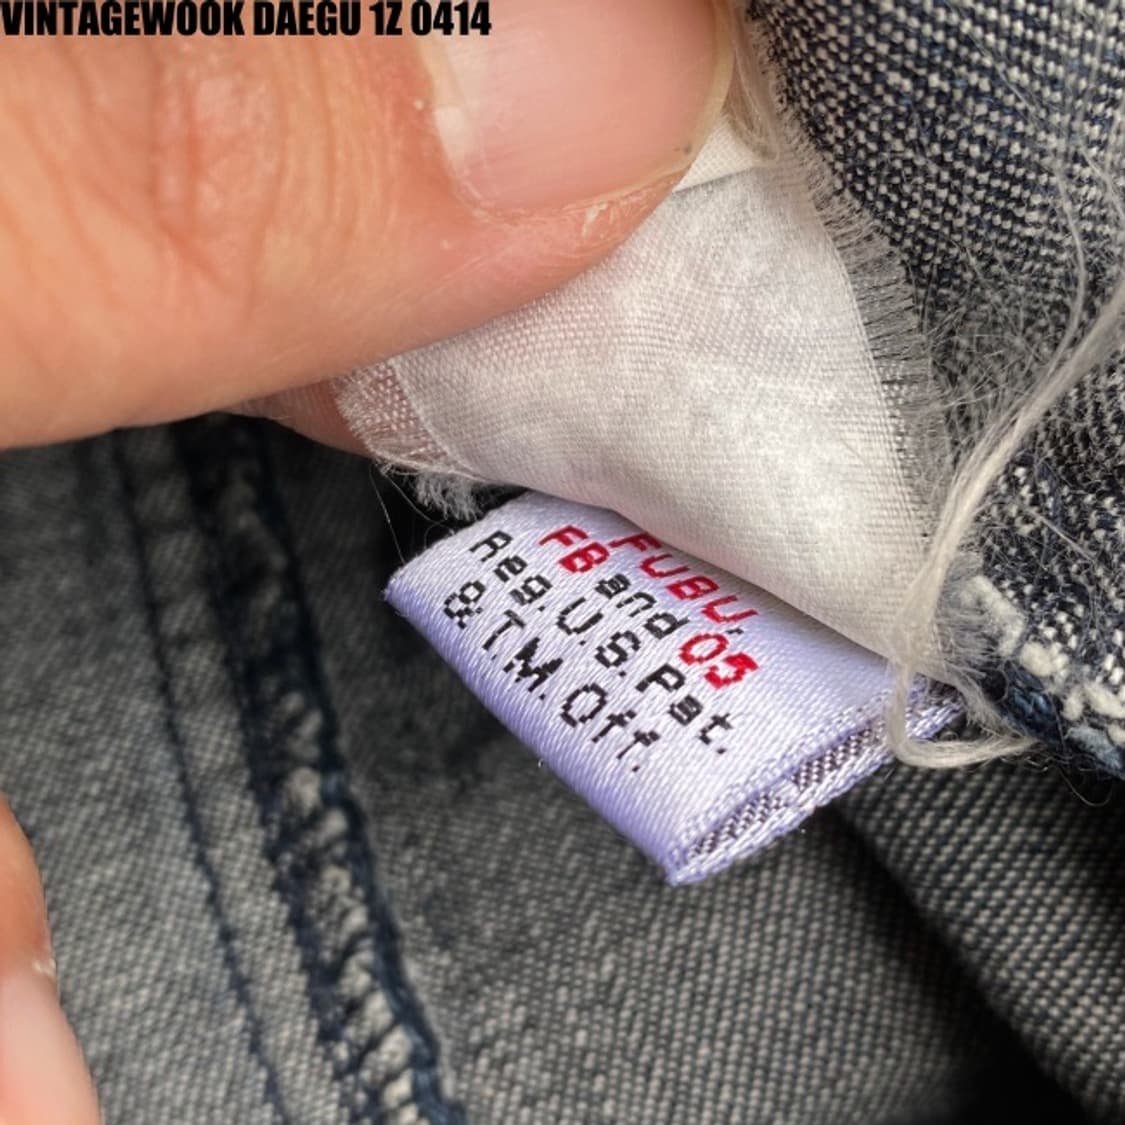 VINTAGEWOOK DAEGU 1Z 0414
FUBU,
FB and 05
Reg. U.S. Pat.
& T.M. Off.